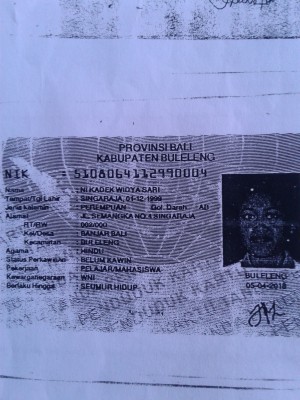 PROVINSI BALI
KABUPATEN BULELENG
NIK : 5108064112990004
Nama : NI KADEK WIDYA SARI
Tempat/Tgl Lahir : SINGARAJA, 01-12-1999
Jenis kelamin : PEREMPUAN Gol. Darah : AB
Alamat : JL. SEMANGKA NO 8 SINGARAJA
RT/RW : 002/000
Kel/Desa : BANJAR BALI
Kecamatan : BULELENG
Agama : HINDU
Status Perkawinan : BELUM KAWIN
Pekerjaan : PELAJAR/MAHASISWA
Kewarganegaraan : WNI
Berlaku Hingga : SEUMUR HIDUP
BULELENG
05-04-2018